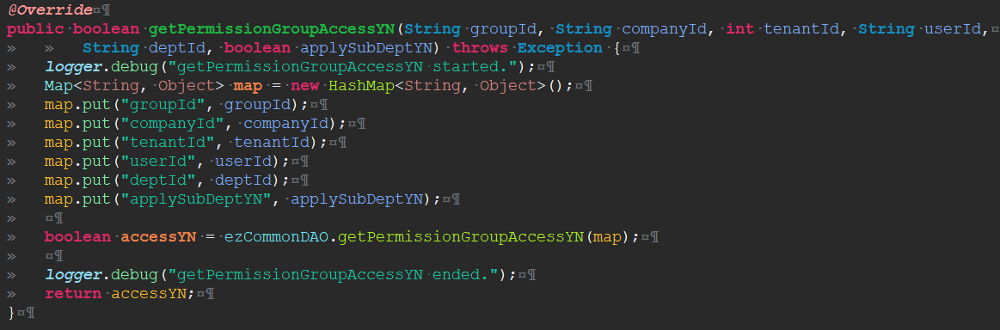 @Override¤¶
public·boolean·getPermissionGroupAccessYN(String·groupId,·String·companyId,·int·tenantId,·String·userId,¤
»	»	String·deptId,·boolean·applySubDeptYN)·throws·Exception·{¤¶
»	logger.debug("getPermissionGroupAccessYN·started.");¤¶
»	Map<String,·Object>·map·=·new·HashMap<String,·Object>();¤¶
»	map.put("groupId",·groupId);¤¶
»	map.put("companyId",·companyId);¤¶
»	map.put("tenantId",·tenantId);¤¶
»	map.put("userId",·userId);¤¶
»	map.put("deptId",·deptId);¤¶
»	map.put("applySubDeptYN",·applySubDeptYN);¤¶
»	¤¶
»	boolean·accessYN·=·ezCommonDAO.getPermissionGroupAccessYN(map);¤¶
»	¤¶
»	logger.debug("getPermissionGroupAccessYN·ended.");¤¶
»	return·accessYN;¤¶
}¤¶